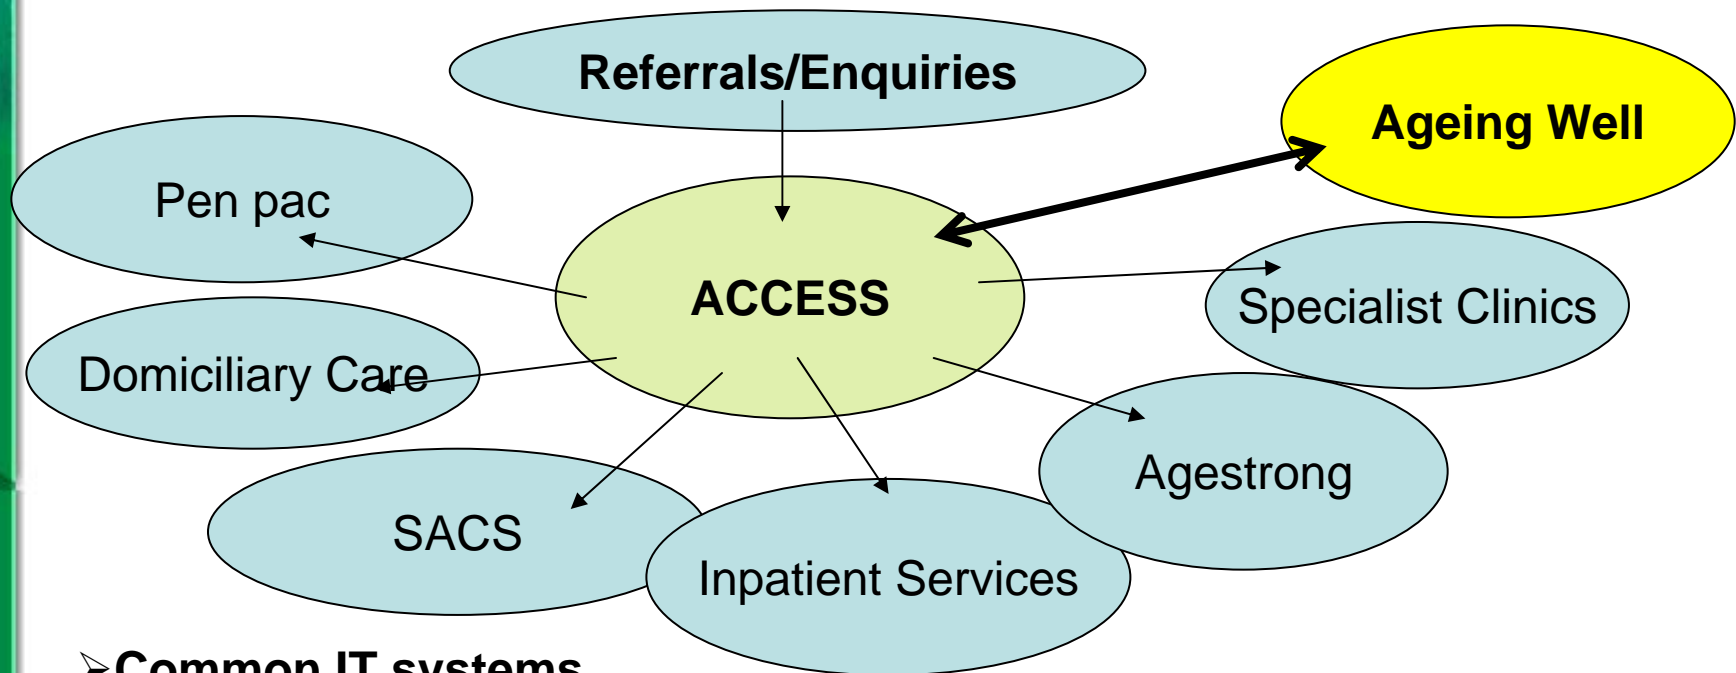 Referrals/Enquiries
Ageing Well
Pen pac
ACCESS
Specialist Clinics
Domiciliary Care
Agestrong
SACS
Inpatient Services
➢Common IT systems